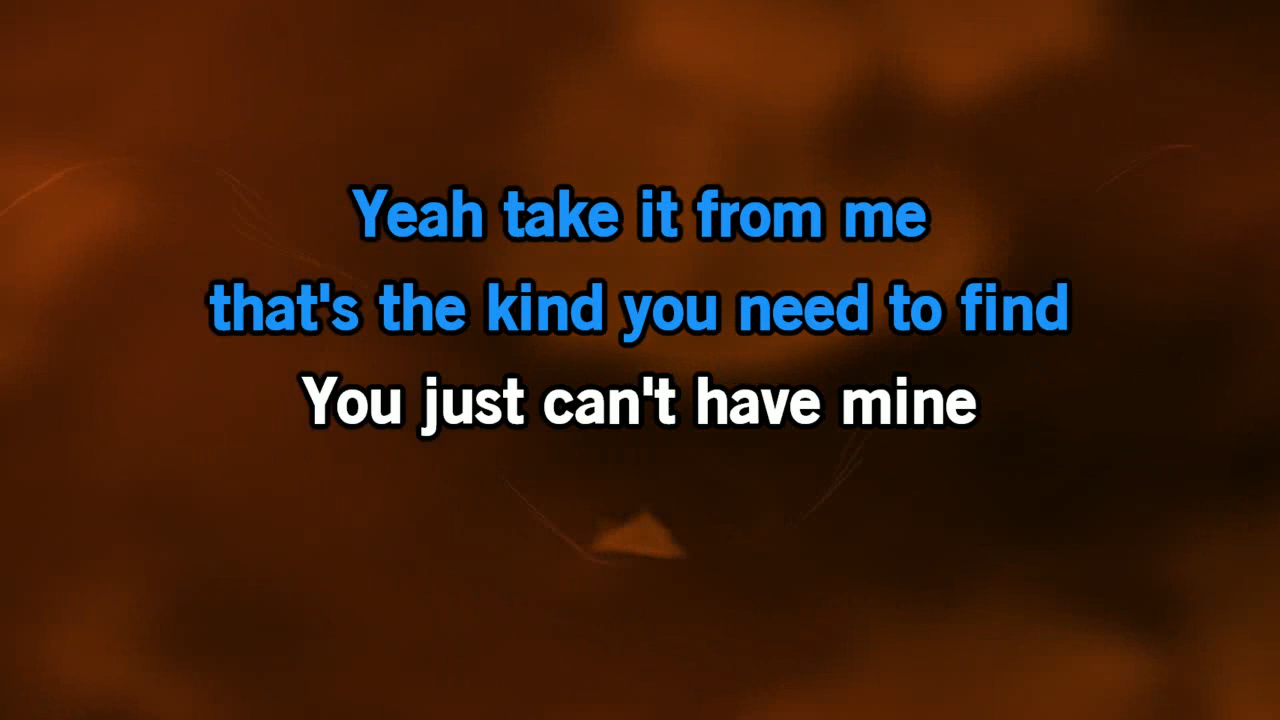 Yeah take it from me
that's the kind you need to find
You just can't have mine